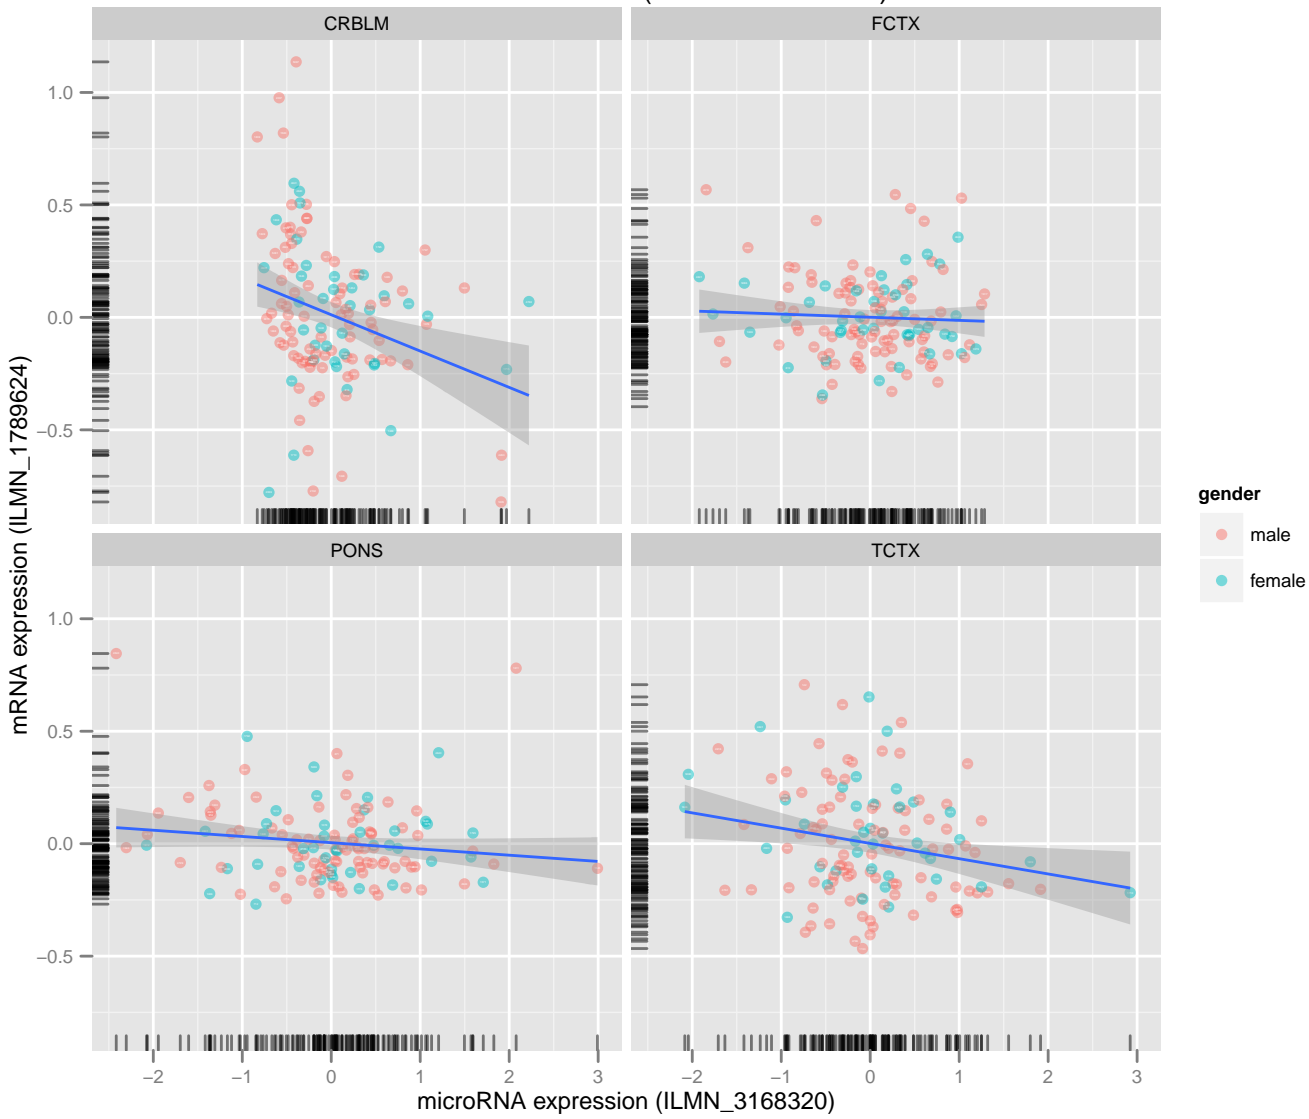 CRBLM FCTX
1.0
0.5
0.0
−0.5
mRNA expression (ILMN_1789624)
gender
male
female
PONS TCTX
1.0
0.5
0.0
−0.5
−2 −1 0 1 2 3 −2 −1 0 1 2 3
microRNA expression (ILMN_3168320)